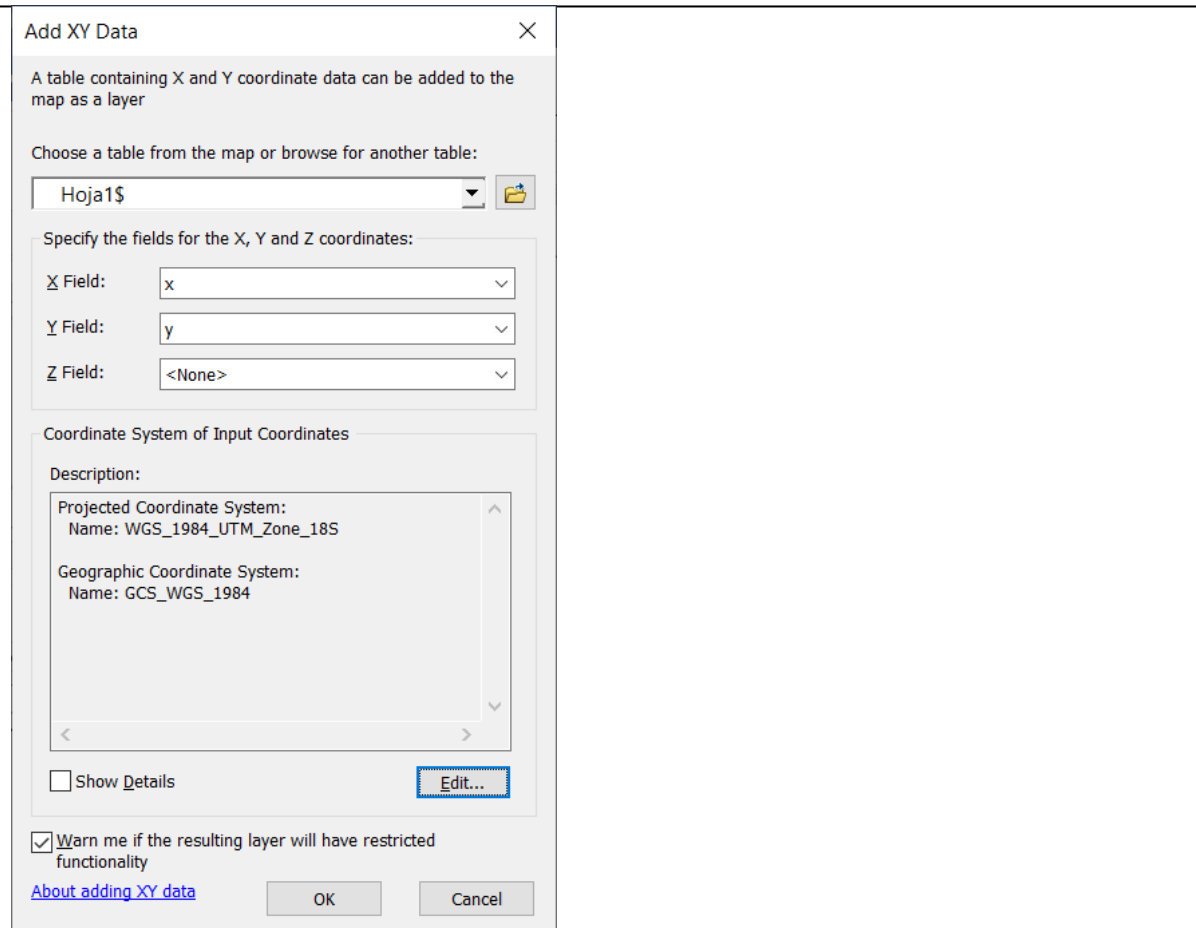 Add XY Data
A table containing X and Y coordinate data can be added to the
map as a layer
Choose a table from the map or browse for another table:
Hoja1$
Specify the fields for the X, Y and Z coordinates:
X Field:
x
Y Field:
y
Z Field:
<None>
Coordinate System of Input Coordinates
Description:
Projected Coordinate System:
Name: WGS_1984_UTM_Zone_18S
Geographic Coordinate System:
Name: GCS_WGS_1984
Show Details
Edit...
Warn me if the resulting layer will have restricted
functionality
About adding XY data
OK
Cancel